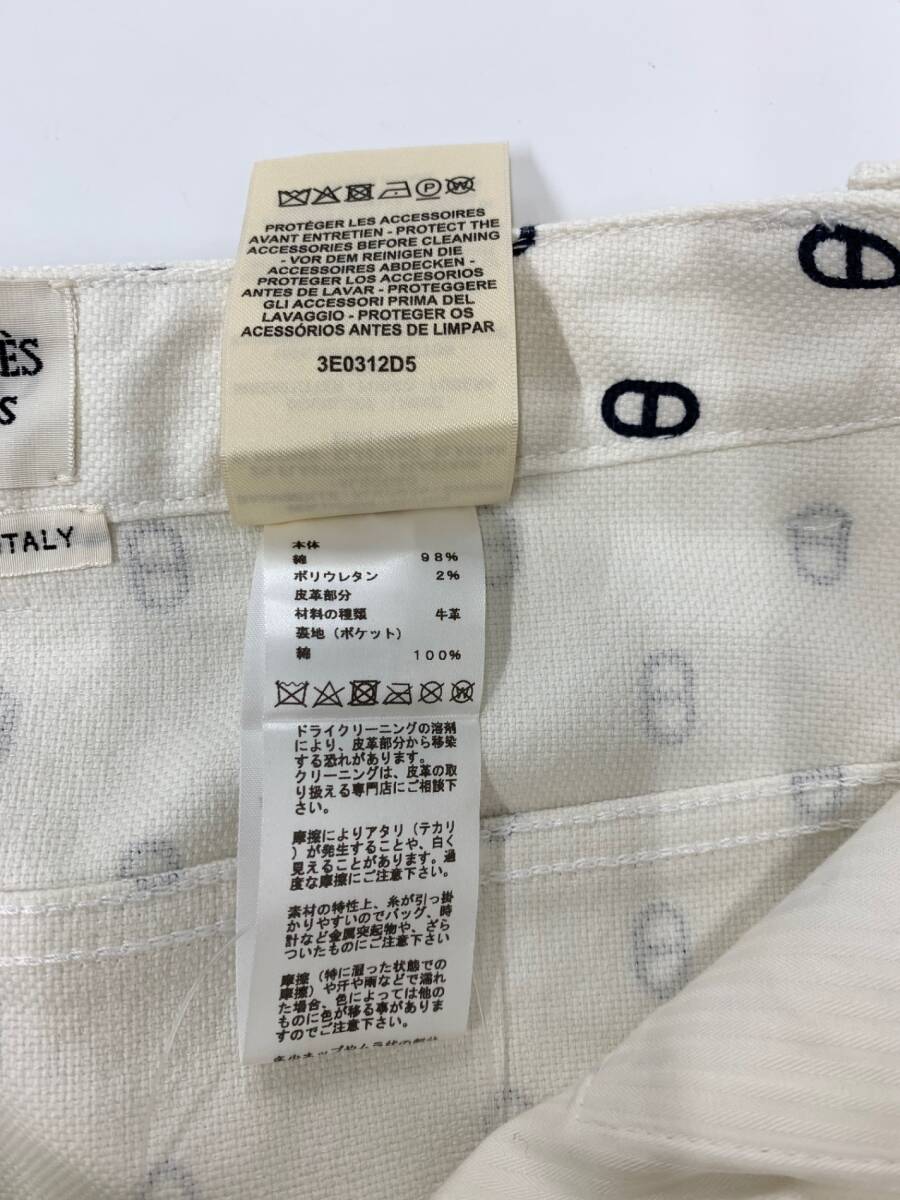 PROTÉGER LES ACCESSOIRES
AVANT ENTRETIEN - PROTECT THE
ACCESSORIES BEFORE CLEANING
- VOR DEM REINIGEN DIE
ACCESSOIRES ABDECKEN -
PROTEGER LOS ACCESORIOS
ANTES DE LAVAR - PROTEGGERE
GLI ACCESSORI PRIMA DEL
LAVAGGIO - PROTEGER OS
ACESSÓRIOS ANTES DE LIMPAR
3E0312D5
ÈS
S
ITALY
本体
綿 98%
ポリウレタン 2%
皮革部分
材料の種類 牛革
裏地(ポケット)
綿 100%
ドライクリーニングの溶剤
により、皮革部分から移染
する恐れがあります。
クリーニングは、皮革の取
り扱える専門店にご相談下
さい。
摩擦によりアタリ(テカリ
)が発生することや、白く
見えることがあります。過
度な摩擦にご注意下さい。
素材の特性上、糸が引っ掛
かりやすいのでバッグ、時
計など金属突起物や、ざら
ついたものにご注意下さい
摩擦(特に湿った状態での
摩擦)や汗や雨などで濡れ
た場合、色によっては他の
ものに色が移る事がありま
すのでご注意下さい。